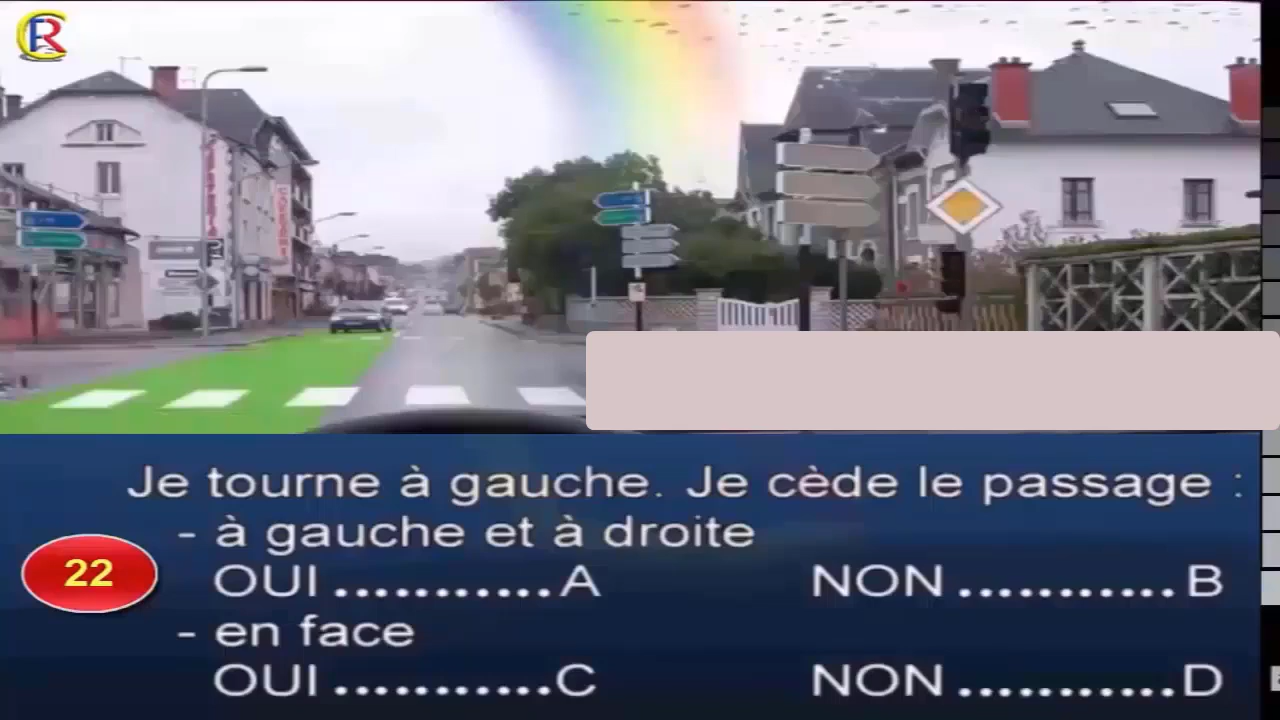 Je tourne à gauche. Je cède le passage :
- à gauche et à droite
22
OUI ...........A NON ...........B
- en face
OUI ...........C NON ...........D